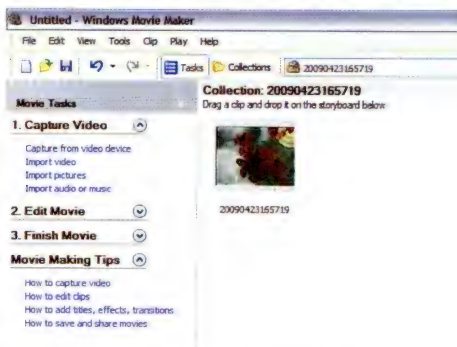 Untitled - Windows Movie Maker
File Edit View Tools Clip Play Help
Tasks Collections 20090423165719
Movie Tasks
Collection: 20090423165719
Drag a clip and drop it on the storyboard below
1. Capture Video
Capture from video device
Import video
Import pictures
Import audio or music
20090423165719
2. Edit Movie
3. Finish Movie
Movie Making Tips
How to capture video
How to edit clips
How to add titles, effects, transitions
How to save and share movies